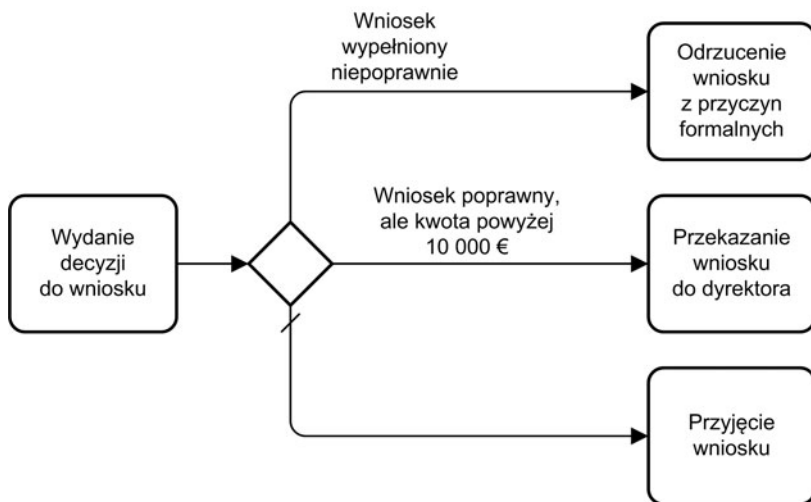 Wniosek
wypełniony
niepoprawnie
Odrzucenie
wniosku
z przyczyn
formalnych
Wydanie
decyzji
do wniosku
Wniosek poprawny,
ale kwota powyżej
10 000 €
Przekazanie
wniosku
do dyrektora
Przyjęcie
wniosku